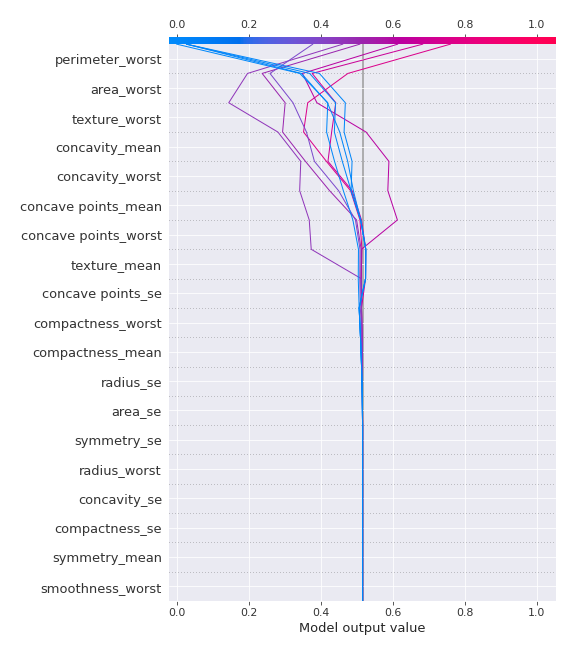 0.0 0.2 0.4 0.6 0.8 1.0
perimeter_worst
area_worst
texture_worst
concavity_mean
concavity_worst
concave points_mean
concave points_worst
texture_mean
concave points_se
compactness_worst
compactness_mean
radius_se
area_se
symmetry_se
radius_worst
concavity_se
compactness_se
symmetry_mean
smoothness_worst
0.0 0.2 0.4 0.6 0.8 1.0
Model output value